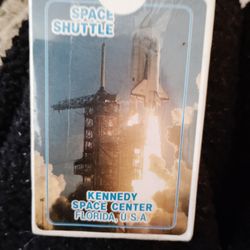 SPACE
SHUTTLE
KENNEDY
SPACE CENTER
FLORIDA, U.S.A.